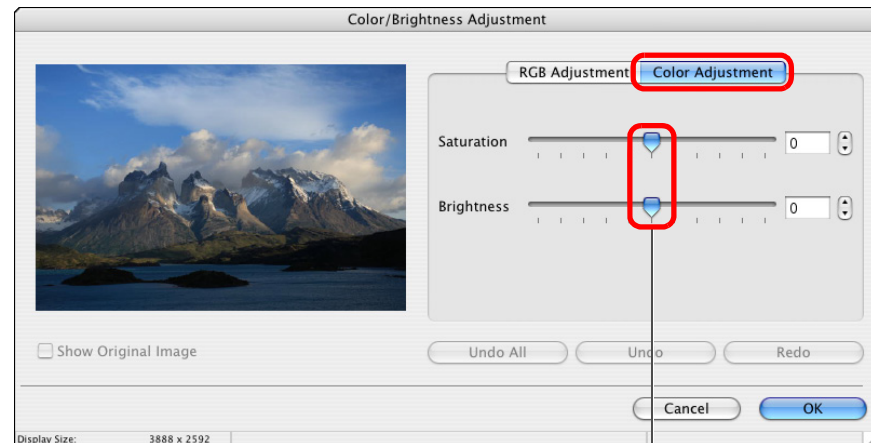 Color/Brightness Adjustment
RGB Adjustment Color Adjustment
Saturation 0
Brightness 0
Show Original Image
Undo All Undo Redo
Cancel OK
Display Size: 3888 x 2592